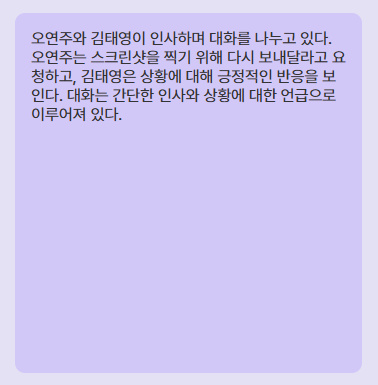 오연주와 김태영이 인사하며 대화를 나누고 있다.
오연주는 스크린샷을 찍기 위해 다시 보내달라고 요
청하고, 김태영은 상황에 대해 긍정적인 반응을 보
인다. 대화는 간단한 인사와 상황에 대한 언급으로
이루어져 있다.